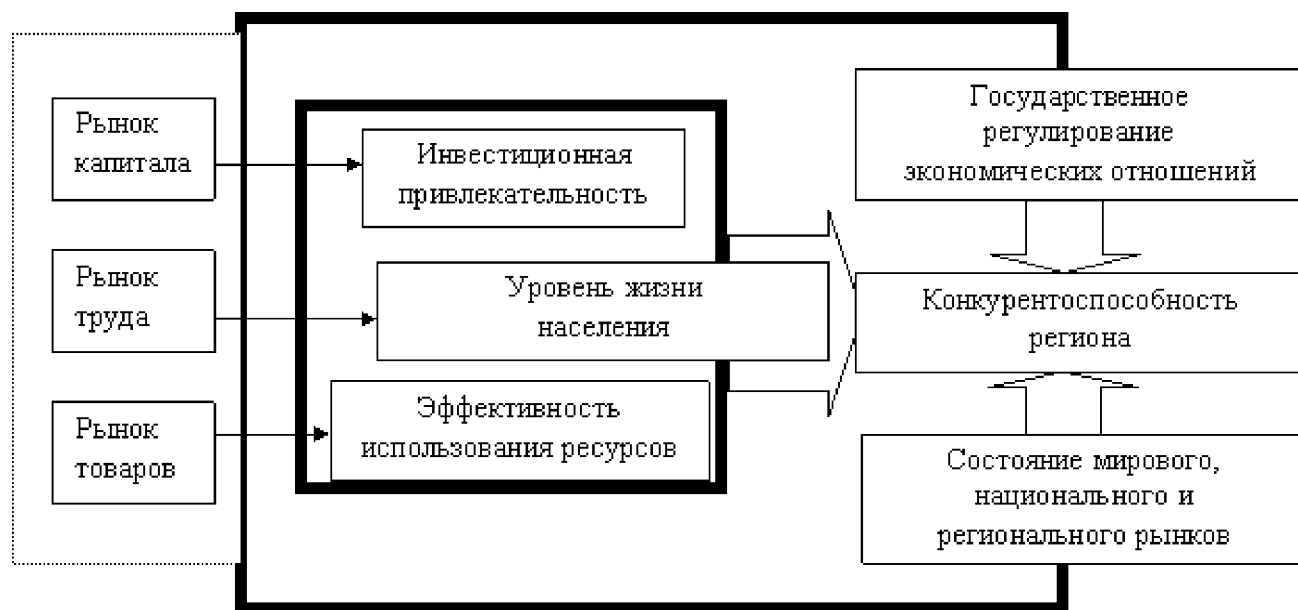 Рынок
капитала
Рынок
труда
Рынок
товаров
Инвестиционная
привлекательность
Уровень жизни
населения
Эффективность
использования ресурсов
Государственное
регулирование
экономических отношений
Конкурентоспособность
региона
Состояние мирового,
национального и
регионального рынков